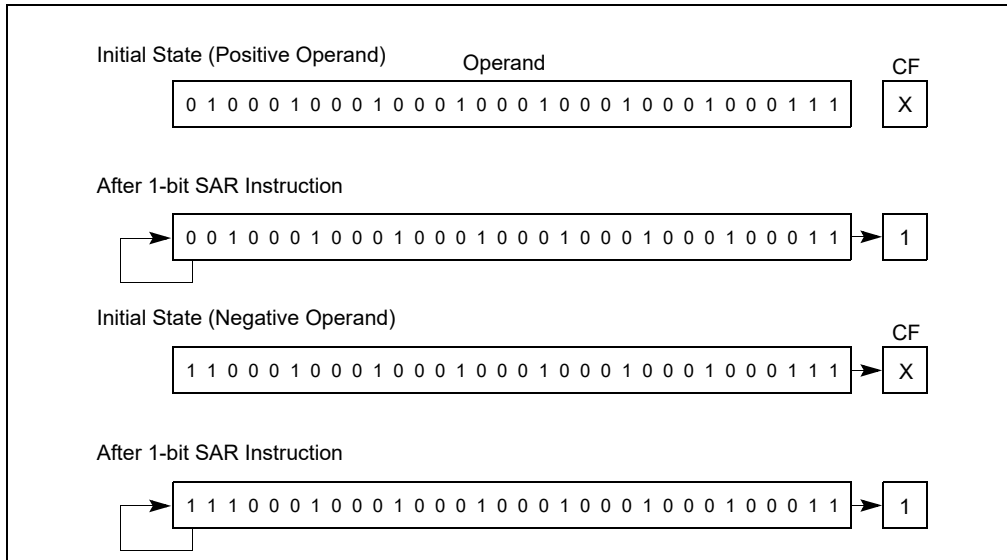 Initial State (Positive Operand)
Operand
CF
0 1 0 0 0 1 0 0 0 1 0 0 0 1 0 0 0 1 0 0 0 1 0 0 0 1 0 0 0 1 1 1
X
After 1-bit SAR Instruction
0 0 1 0 0 0 1 0 0 0 1 0 0 0 1 0 0 0 1 0 0 0 1 0 0 0 1 0 0 0 1 1
1
Initial State (Negative Operand)
CF
1 1 0 0 0 1 0 0 0 1 0 0 0 1 0 0 0 1 0 0 0 1 0 0 0 1 0 0 0 1 1 1
X
After 1-bit SAR Instruction
1 1 1 0 0 0 1 0 0 0 1 0 0 0 1 0 0 0 1 0 0 0 1 0 0 0 1 0 0 0 1 1
1